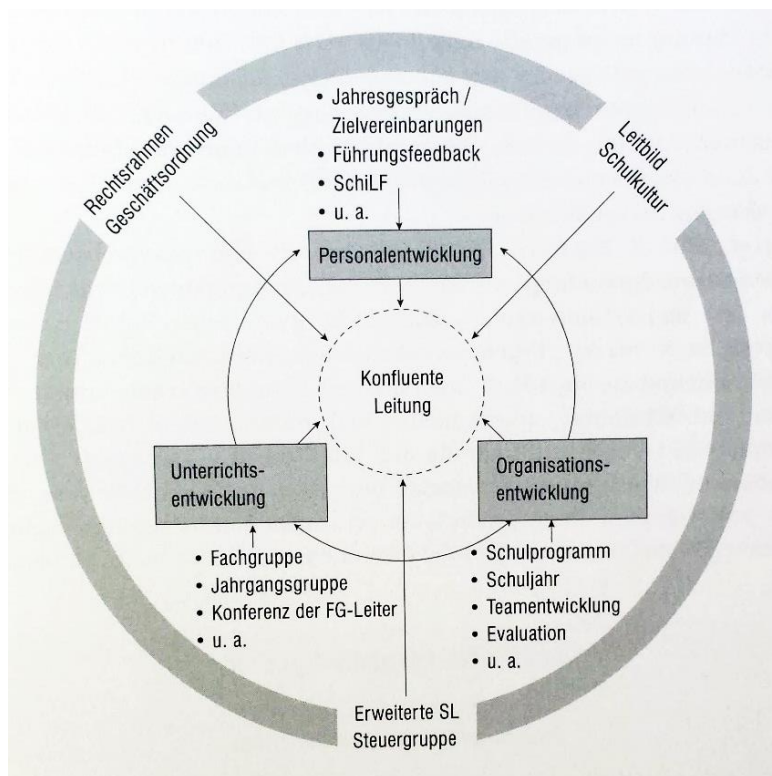 • Jahresgespräch /
Zielvereinbarungen
• Führungsfeedback
• SchiLF
• u. a.
Rechtsrahmen
Geschäftsordnung
Leitbild
Schulkultur
Personalentwicklung
Konfluente
Leitung
Unterrichts-
entwicklung
Organisations-
entwicklung
• Fachgruppe
• Jahrgangsgruppe
• Konferenz der FG-Leiter
• u. a.
• Schulprogramm
• Schuljahr
• Teamentwicklung
• Evaluation
• u. a.
Erweiterte SL
Steuergruppe